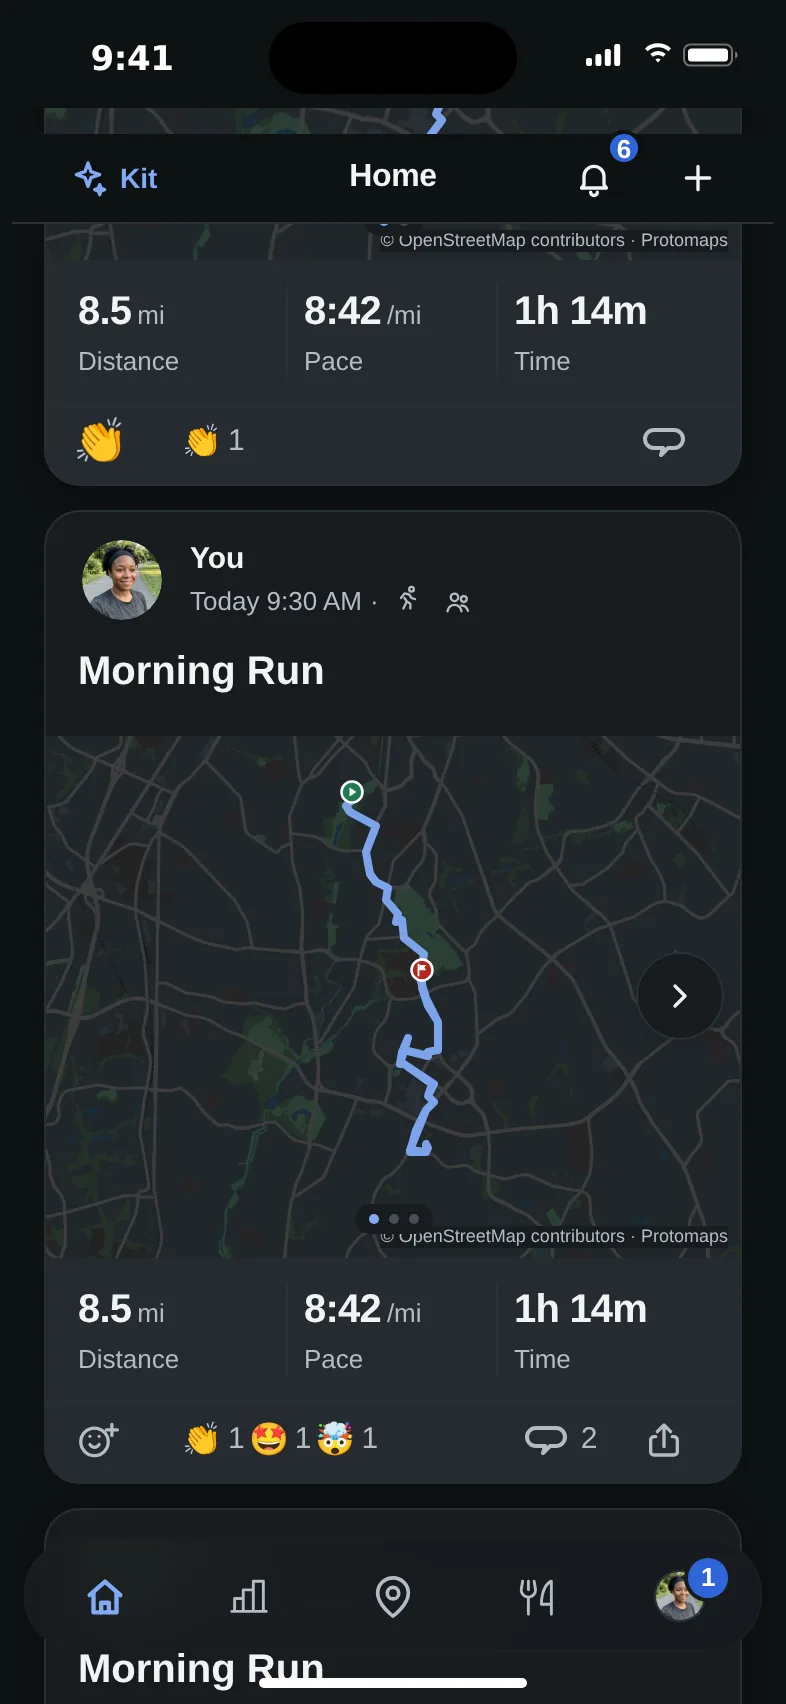 9:41
Kit
Home
6
© OpenStreetMap contributors · Protomaps
8.5 mi
8:42 /mi
1h 14m
Distance
Pace
Time
1
You
Today 9:30 AM ·
Morning Run
© OpenStreetMap contributors · Protomaps
8.5 mi
8:42 /mi
1h 14m
Distance
Pace
Time
1 1 1
2
1
Morning Run